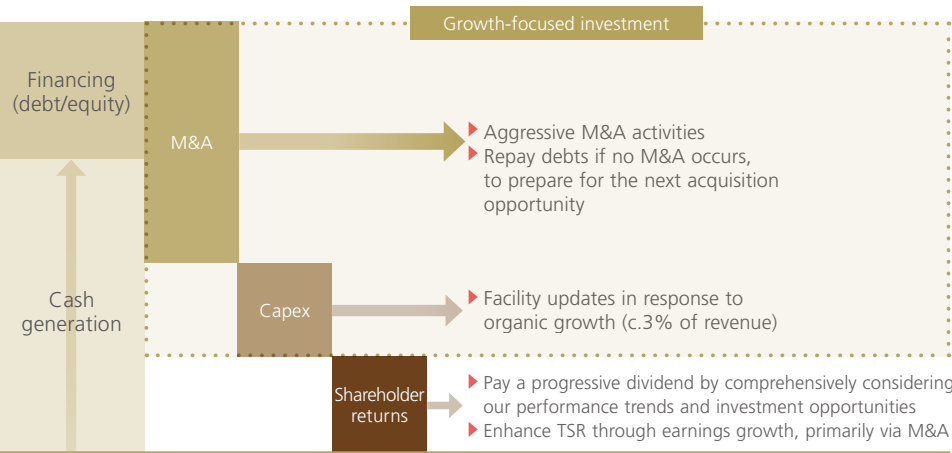 Growth-focused investment
Financing
(debt/equity)
M&A
Aggressive M&A activities
Repay debts if no M&A occurs,
to prepare for the next acquisition
opportunity
Cash
generation
Capex
Facility updates in response to
organic growth (c.3% of revenue)
Shareholder
returns
Pay a progressive dividend by comprehensively considering
our performance trends and investment opportunities
Enhance TSR through earnings growth, primarily via M&A